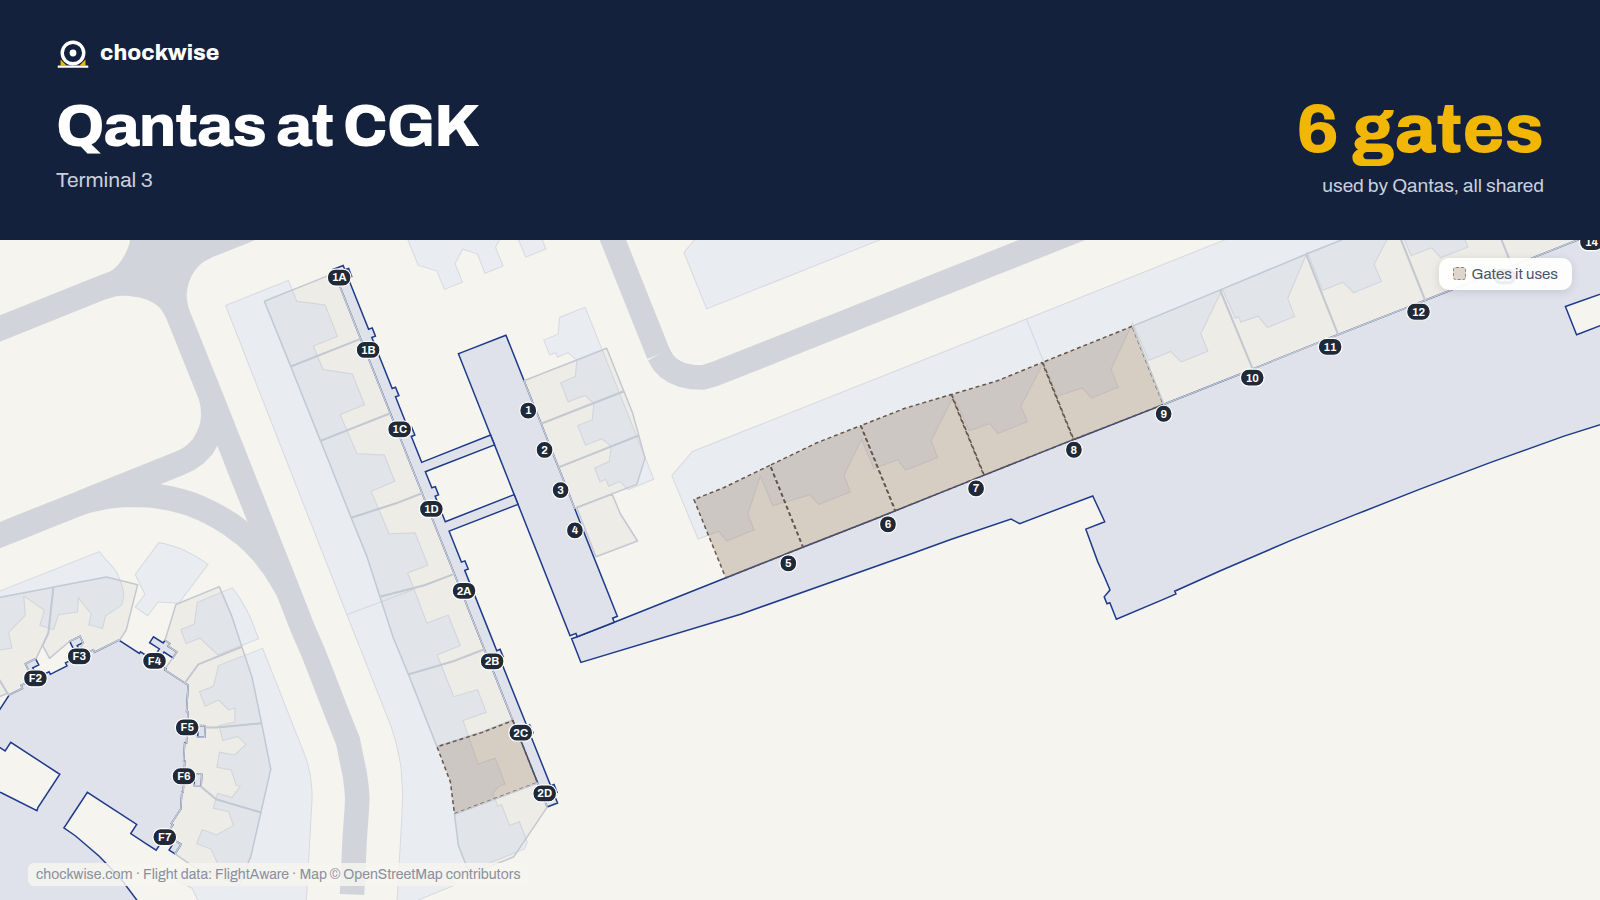 chockwise
Qantas at CGK
Terminal 3
6 gates
used by Qantas, all shared
14
Gates it uses
1A
1B
1C
1D
2A
2B
2C
2D
1
2
3
4
5
6
7
8
9
10
11
12
F2
F3
F4
F5
F6
F7
chockwise.com · Flight data: FlightAware · Map © OpenStreetMap contributors